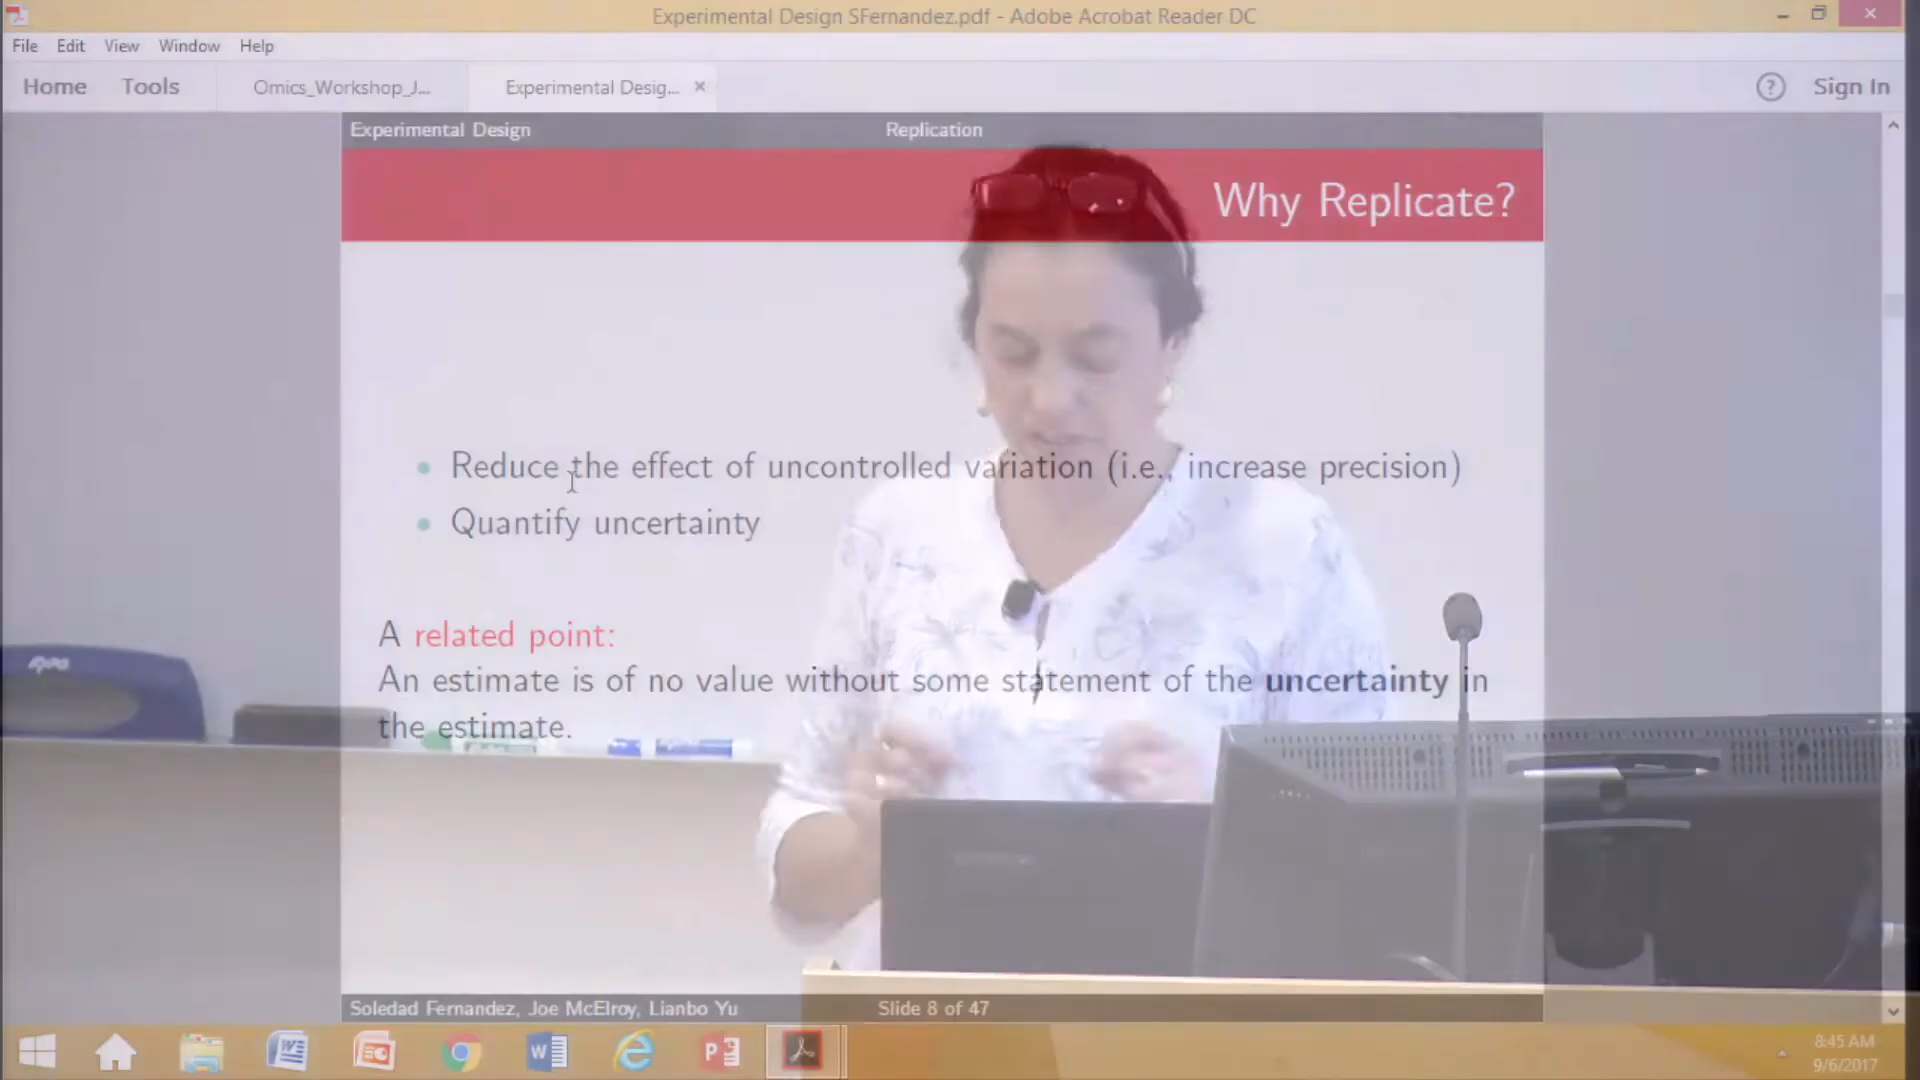 Experimental Design SFernandez.pdf - Adobe Acrobat Reader DC
File Edit View Window Help
Home Tools Omics_Workshop_J... Experimental Desig... × ? Sign In
Experimental Design Replication
Why Replicate?
Reduce the effect of uncontrolled variation (i.e., increase precision)
Quantify uncertainty
A related point:
An estimate is of no value without some statement of the uncertainty in
the estimate.
Soledad Fernandez, Joe McElroy, Lianbo Yu Slide 8 of 47
8:45 AM
9/6/2017